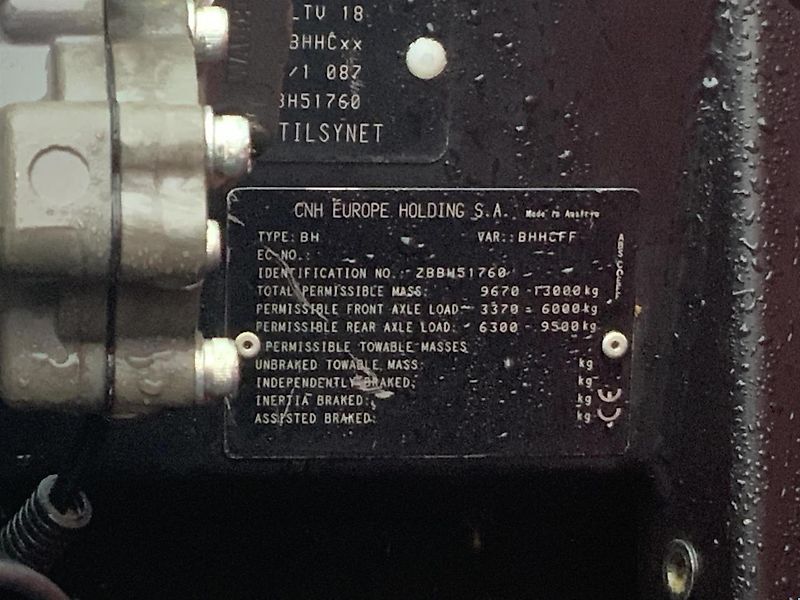 LTV 18
BHHCxx
/1 087
BH51760
TILSYNET
CNH EUROPE HOLDING S.A. Made in Austria
TYPE: BH VAR.: BHHCFF
EC-NO.:
IDENTIFICATION NO.: ZBBH51760
TOTAL PERMISSIBLE MASS: 9670 - 13000 kg
PERMISSIBLE FRONT AXLE LOAD: 3370 - 6000 kg
PERMISSIBLE REAR AXLE LOAD: 6300 - 9500 kg
PERMISSIBLE TOWABLE MASSES
UNBRAKED TOWABLE MASS: kg
INDEPENDENTLY BRAKED: kg
INERTIA BRAKED: kg
ASSISTED BRAKED: kg
CE